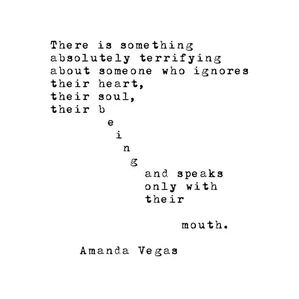 There is something
absolutely terrifying
about someone who ignores
their heart,
their soul,
their b
e
i
n
g
and speaks
only with
their
mouth.
Amanda Vegas